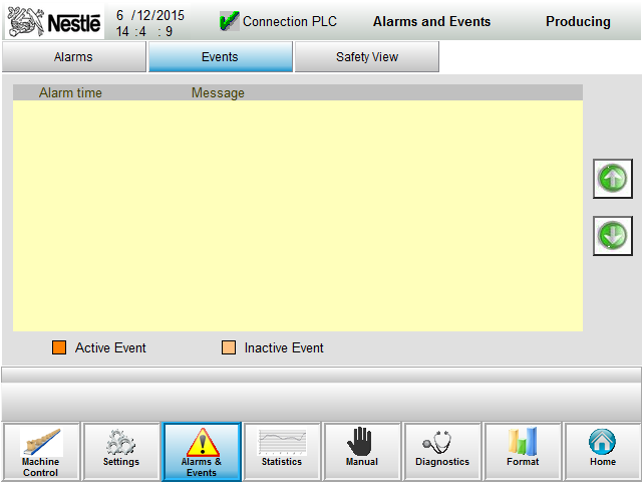 Nestlé
6 /12/2015
14 :4 : 9
Connection PLC
Alarms and Events
Producing
Alarms
Events
Safety View
Alarm time
Message
Active Event
Inactive Event
Machine
Control
Settings
Alarms &
Events
Statistics
Manual
Diagnostics
Format
Home